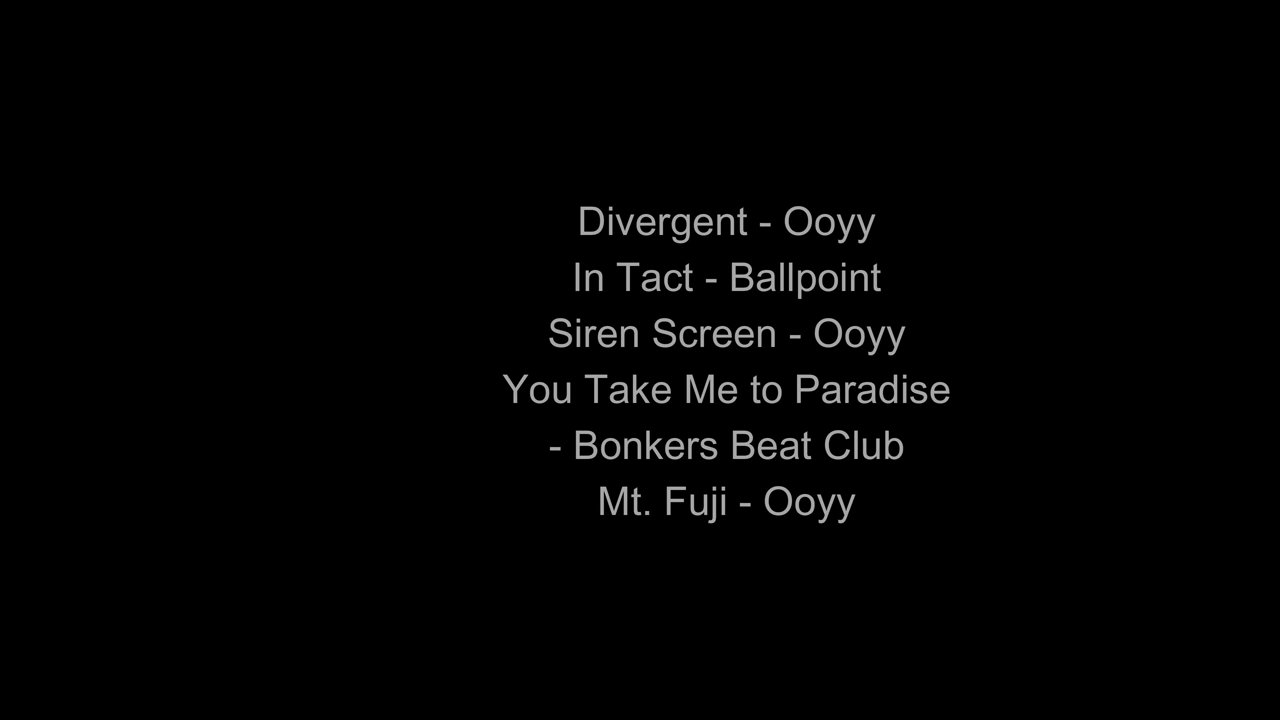 Divergent - Ooyy
In Tact - Ballpoint
Siren Screen - Ooyy
You Take Me to Paradise
- Bonkers Beat Club
Mt. Fuji - Ooyy